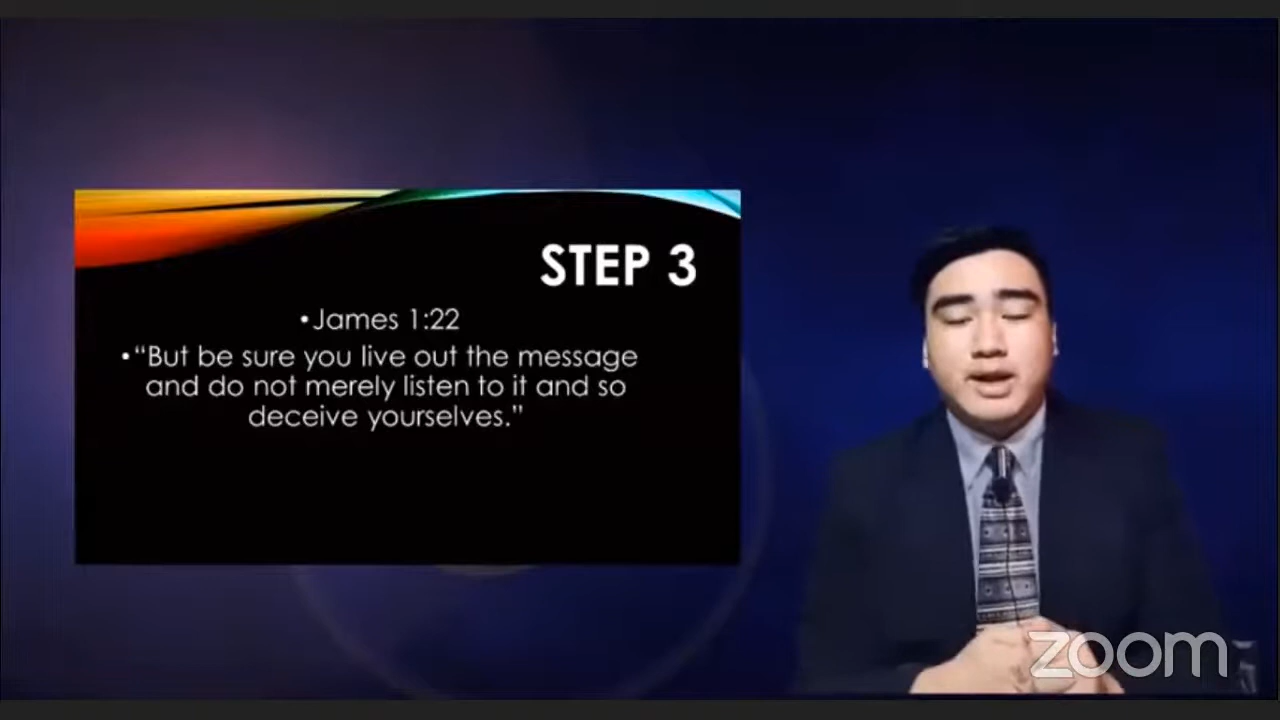 STEP 3
•James 1:22
•“But be sure you live out the message
and do not merely listen to it and so
deceive yourselves.”
zoom